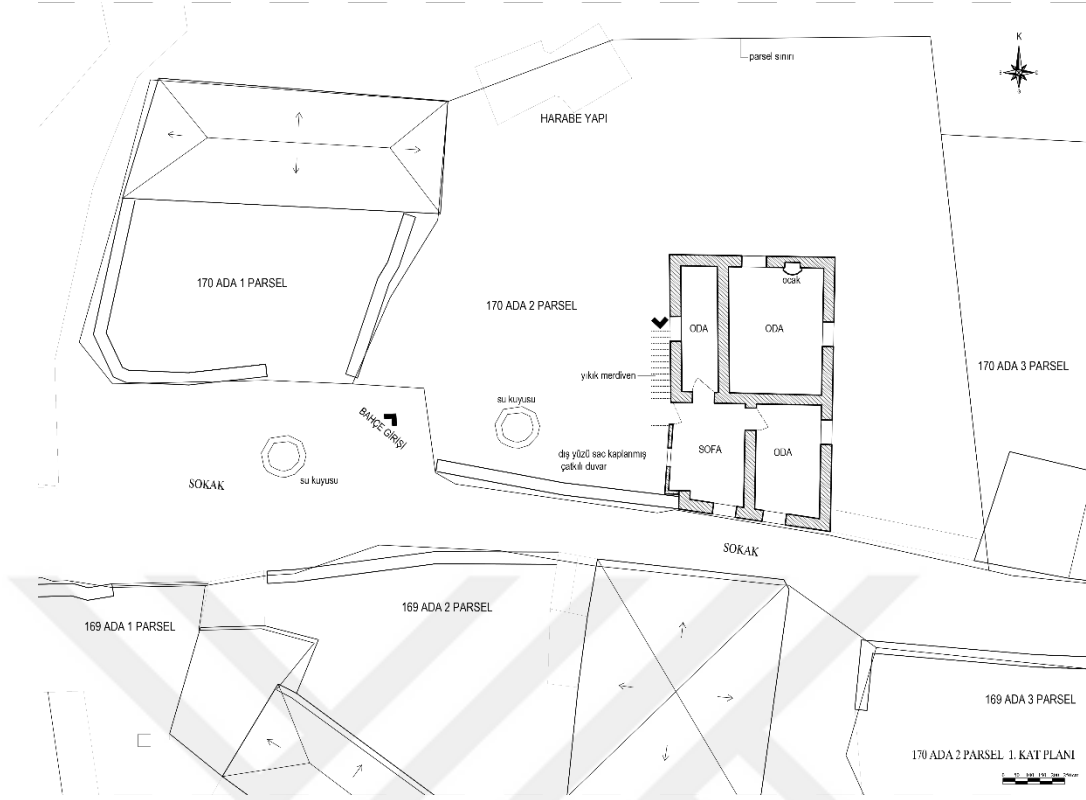 K
parsel sınırı
HARABE YAPI
170 ADA 1 PARSEL
ocak
170 ADA 2 PARSEL
ODA
ODA
170 ADA 3 PARSEL
yıkık merdiven
su kuyusu
BAHÇE GİRİŞİ
dış yüzü sac kaplanmış
çatkılı duvar
SOFA
ODA
su kuyusu
SOKAK
SOKAK
169 ADA 2 PARSEL
169 ADA 1 PARSEL
169 ADA 3 PARSEL
170 ADA 2 PARSEL 1. KAT PLANI